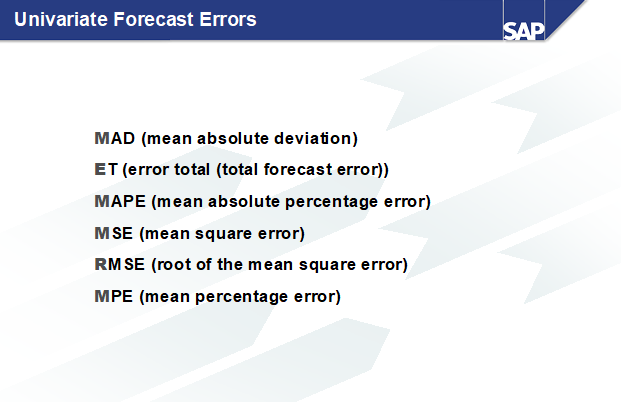 Univariate Forecast Errors
SAP
MAD (mean absolute deviation)
ET (error total (total forecast error))
MAPE (mean absolute percentage error)
MSE (mean square error)
RMSE (root of the mean square error)
MPE (mean percentage error)